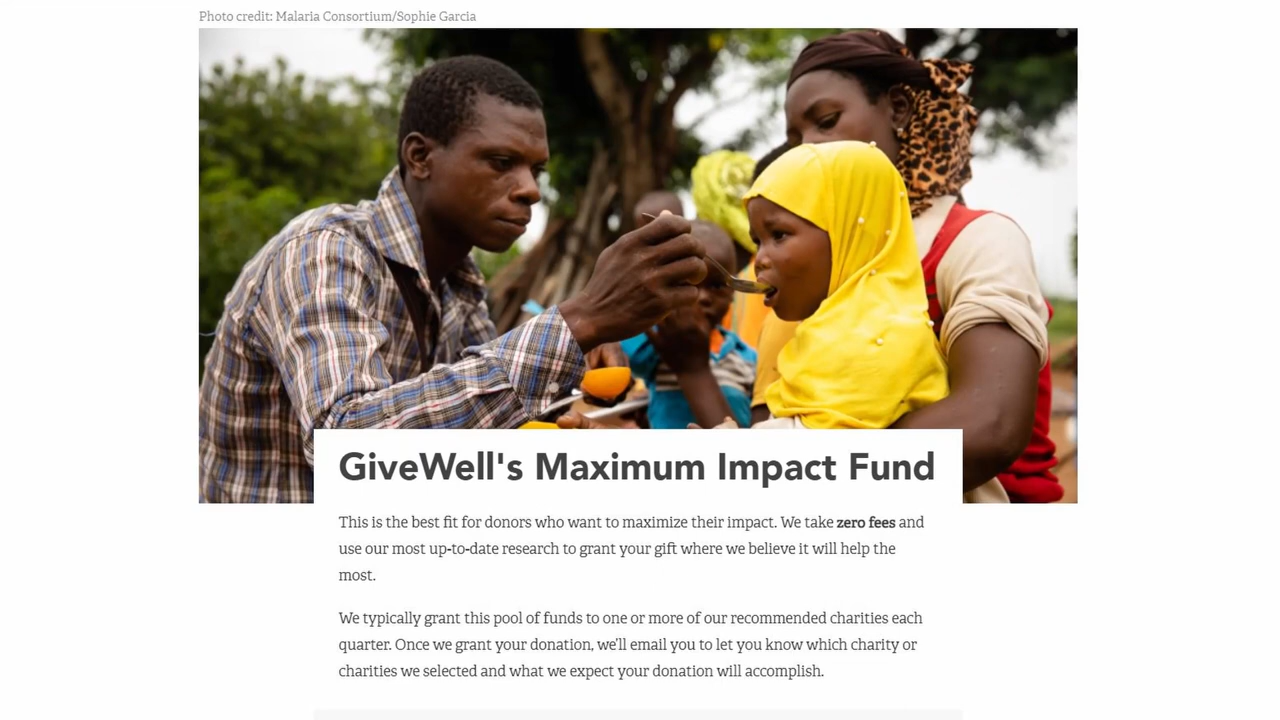 Photo credit: Malaria Consortium/Sophie Garcia
GiveWell's Maximum Impact Fund
This is the best fit for donors who want to maximize their impact. We take zero fees and
use our most up-to-date research to grant your gift where we believe it will help the
most.
We typically grant this pool of funds to one or more of our recommended charities each
quarter. Once we grant your donation, we'll email you to let you know which charity or
charities we selected and what we expect your donation will accomplish.